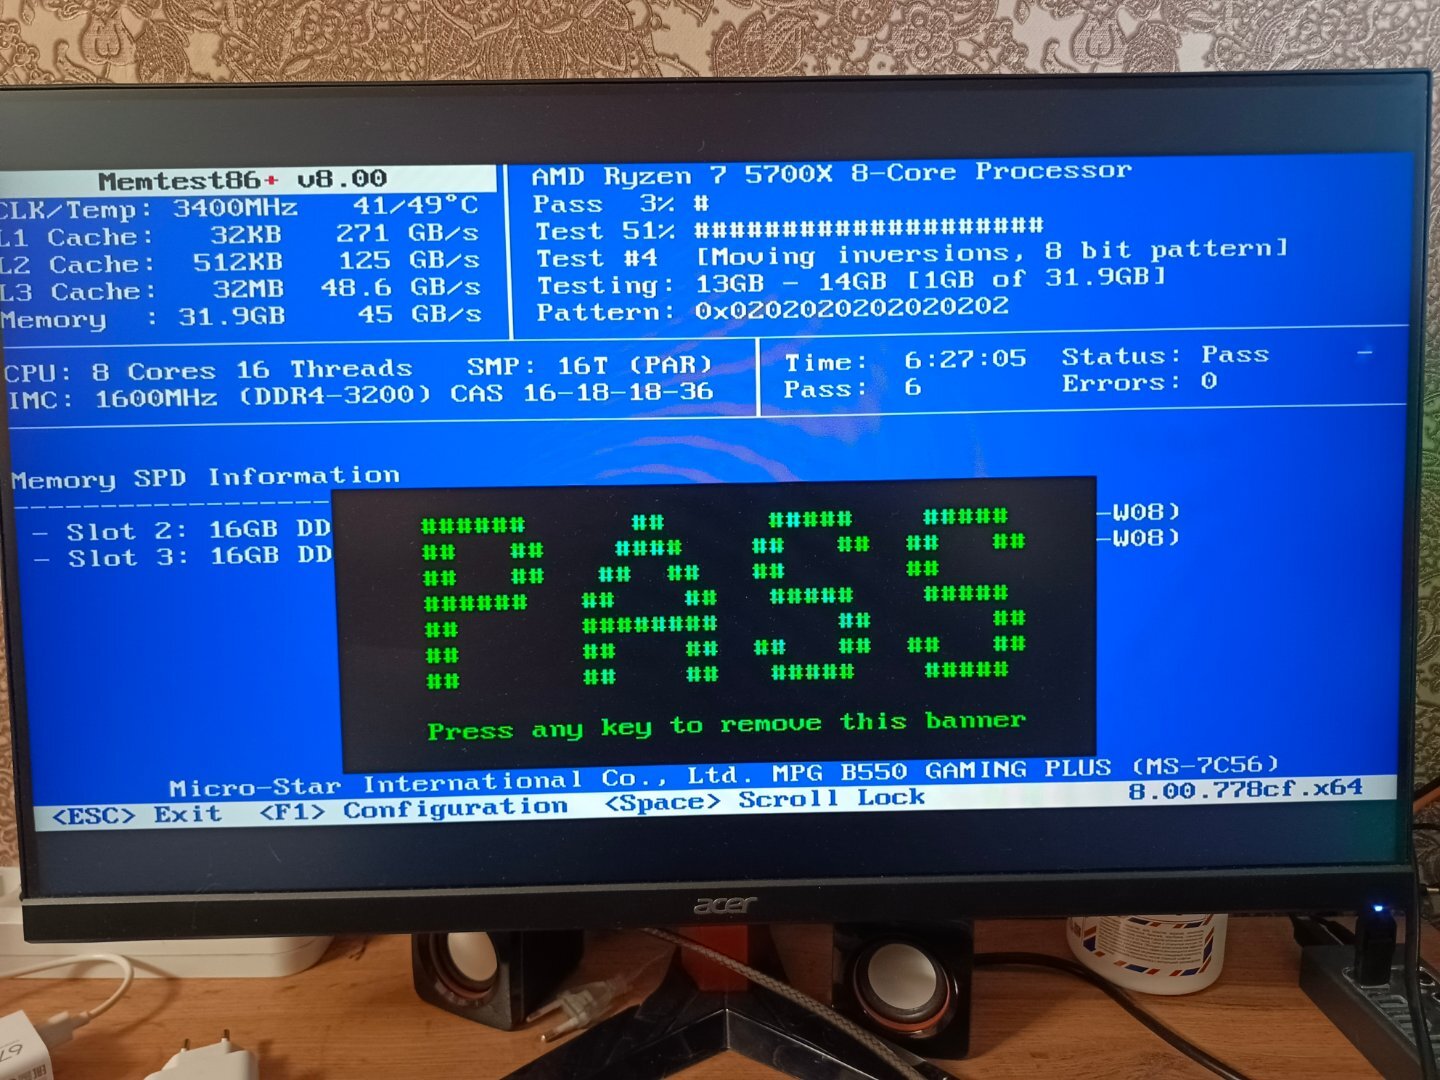 Memtest86+ v8.00
AMD Ryzen 7 5700X 8-Core Processor
CLK/Temp: 3400MHz 41/49°C
Pass 3% #
L1 Cache: 32KB 271 GB/s
Test 51% ####################
L2 Cache: 512KB 125 GB/s
Test #4 [Moving inversions, 8 bit pattern]
L3 Cache: 32MB 48.6 GB/s
Testing: 13GB - 14GB [1GB of 31.9GB]
Memory : 31.9GB 45 GB/s
Pattern: 0x0202020202020202
CPU: 8 Cores 16 Threads SMP: 16T (PAR)
Time: 6:27:05 Status: Pass -
IMC: 1600MHz (DDR4-3200) CAS 16-18-18-36
Pass: 6 Errors: 0
Memory SPD Information
- Slot 2: 16GB DD
-W08)
- Slot 3: 16GB DD
-W08)
PASS
Press any key to remove this banner
Micro-Star International Co., Ltd. MPG B550 GAMING PLUS (MS-7C56)
<ESC> Exit <F1> Configuration <Space> Scroll Lock 8.00.778cf.x64
acer